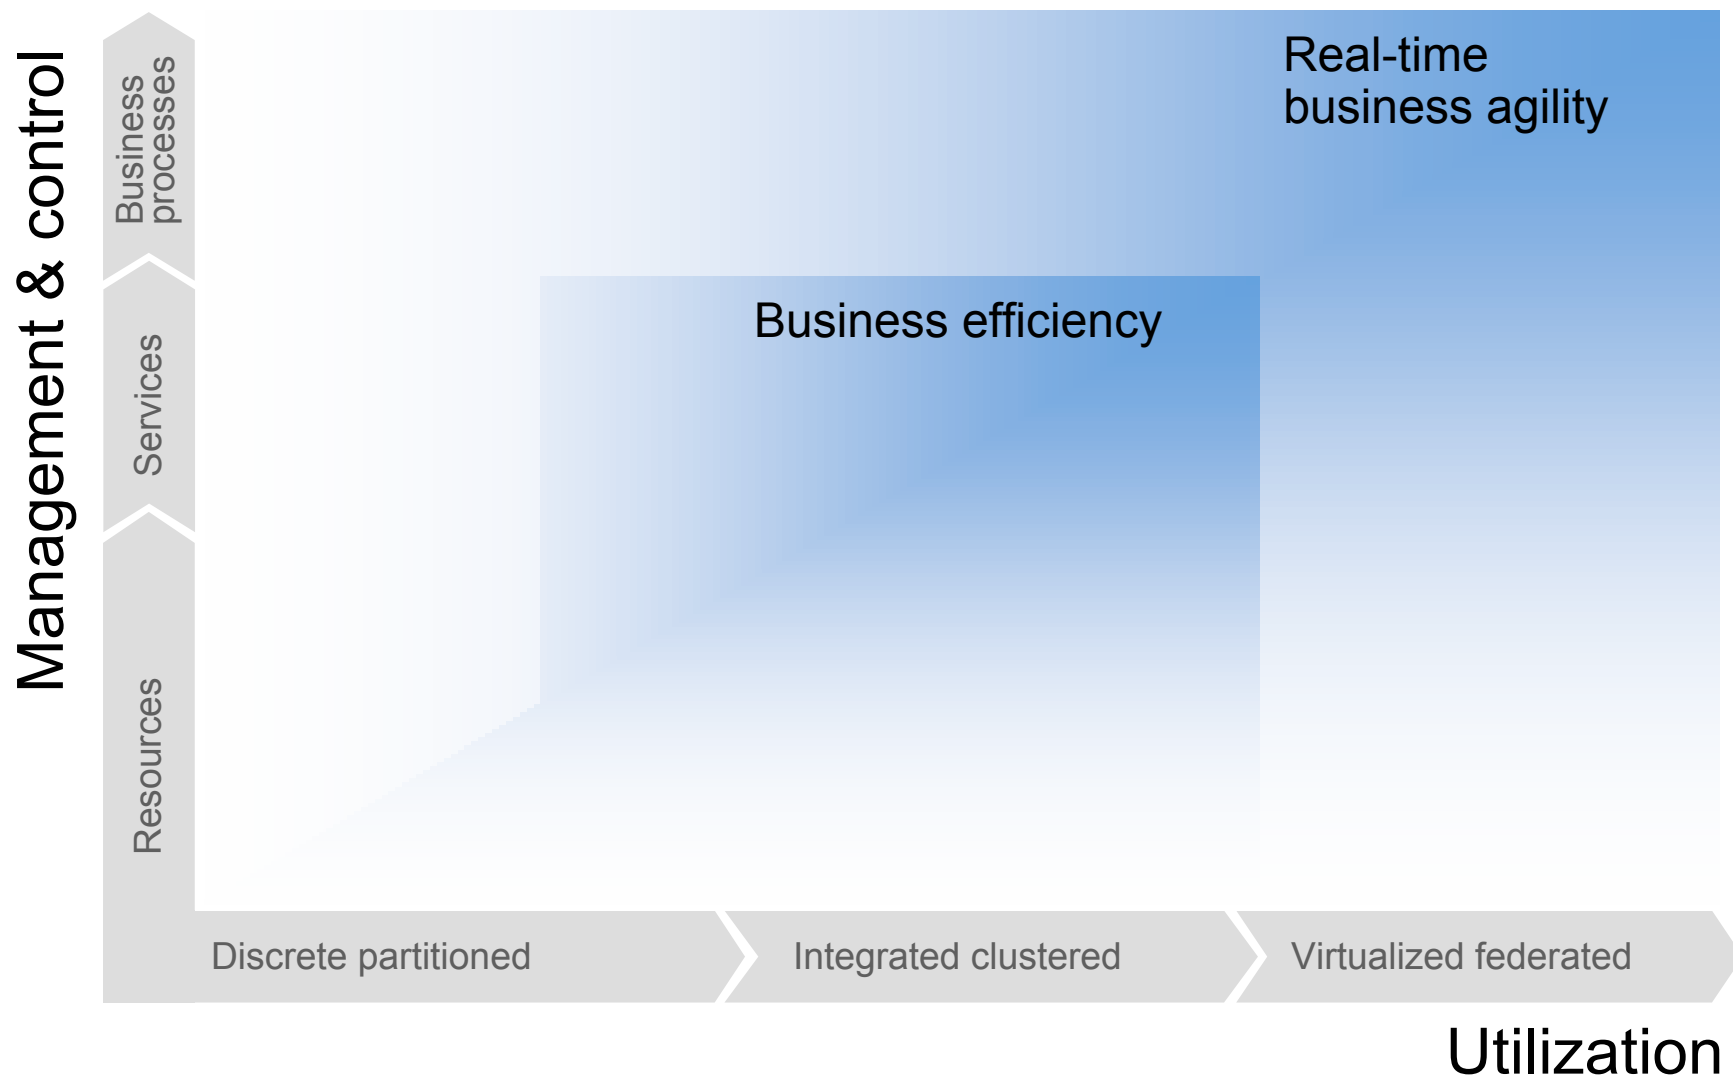 Management & control
Business
processes
Services
Resources
Real-time
business agility
Business efficiency
Discrete partitioned
Integrated clustered
Virtualized federated
Utilization